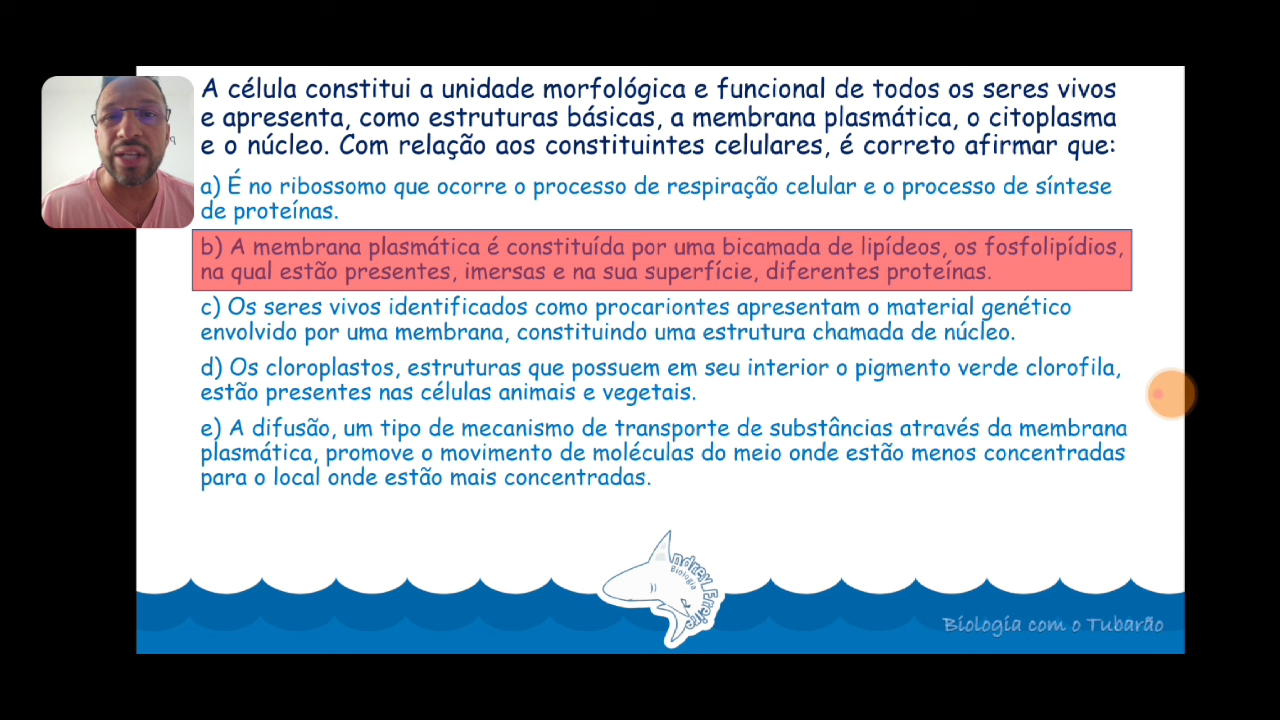 A célula constitui a unidade morfológica e funcional de todos os seres vivos
e apresenta, como estruturas básicas, a membrana plasmática, o citoplasma
e o núcleo. Com relação aos constituintes celulares, é correto afirmar que:
a) É no ribossomo que ocorre o processo de respiração celular e o processo de síntese
de proteínas.
b) A membrana plasmática é constituída por uma bicamada de lipídeos, os fosfolipídios,
na qual estão presentes, imersas e na sua superfície, diferentes proteínas.
c) Os seres vivos identificados como procariontes apresentam o material genético
envolvido por uma membrana, constituindo uma estrutura chamada de núcleo.
d) Os cloroplastos, estruturas que possuem em seu interior o pigmento verde clorofila,
estão presentes nas células animais e vegetais.
e) A difusão, um tipo de mecanismo de transporte de substâncias através da membrana
plasmática, promove o movimento de moléculas do meio onde estão menos concentradas
para o local onde estão mais concentradas.
Biologia
Biologia com o Tubarão